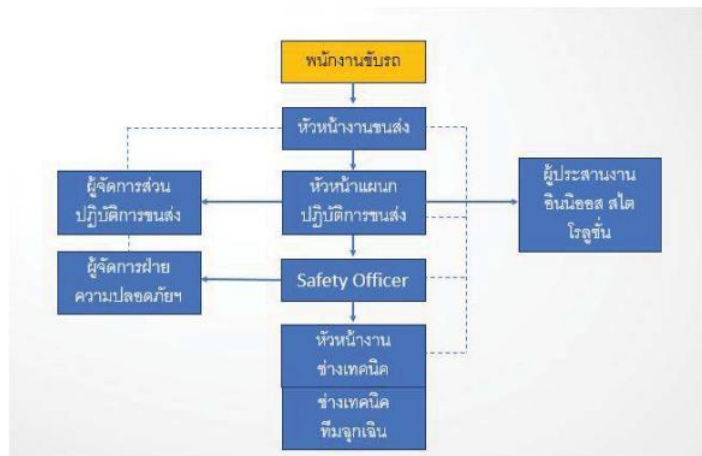 พนักงานขับรถ
หัวหน้างานขนส่ง
ผู้จัดการส่วน
ปฏิบัติการขนส่ง
หัวหน้าแผนก
ปฏิบัติการขนส่ง
ผู้ประสานงาน
อินนีออส สไต
โรลูชั่น
ผู้จัดการฝ่าย
ความปลอดภัยฯ
Safety Officer
หัวหน้างาน
ช่างเทคนิค
ช่างเทคนิค
ทีมฉุกเฉิน